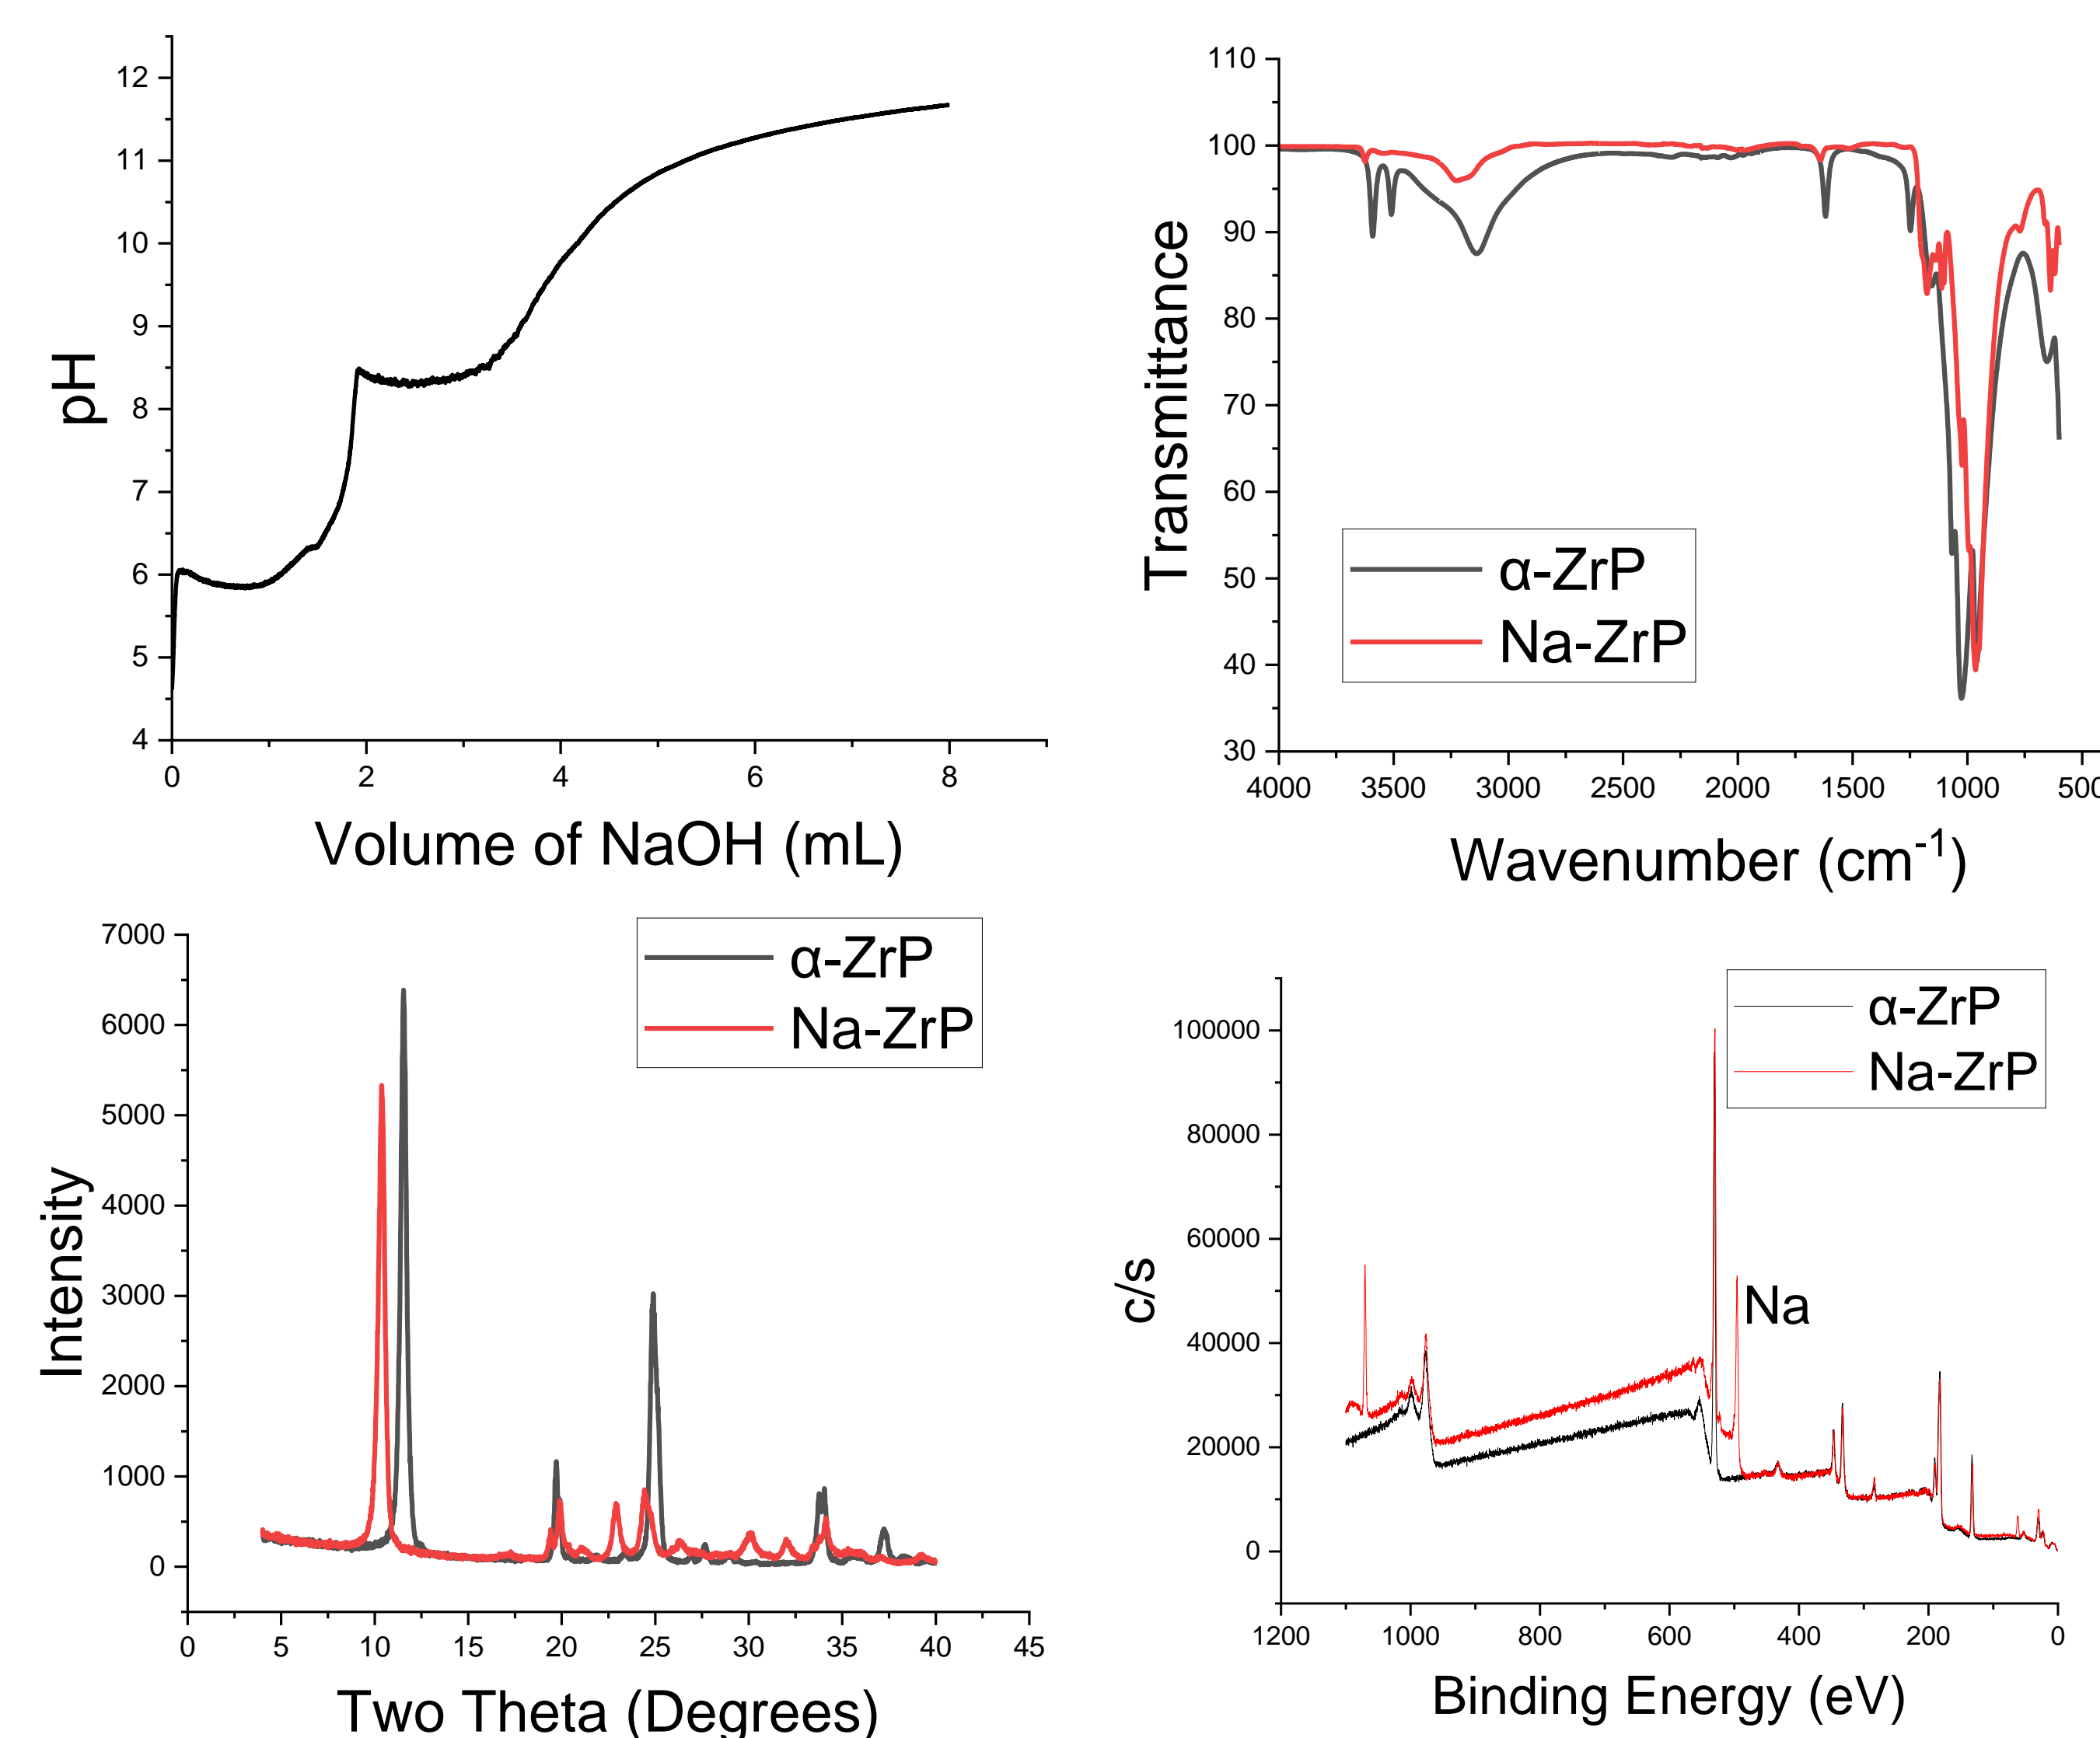 12
11
10
9
8
7
6
5
4
pH
0 2 4 6 8
Volume of NaOH (mL)
110
100
90
80
70
60
50
40
30
Transmittance
α-ZrP
Na-ZrP
4000 3500 3000 2500 2000 1500 1000 500
Wavenumber (cm⁻¹)
7000
6000
5000
4000
3000
2000
1000
0
Intensity
α-ZrP
Na-ZrP
0 5 10 15 20 25 30 35 40 45
Two Theta (Degrees)
100000
80000
60000
40000
20000
0
c/s
α-ZrP
Na-ZrP
Na
1200 1000 800 600 400 200 0
Binding Energy (eV)